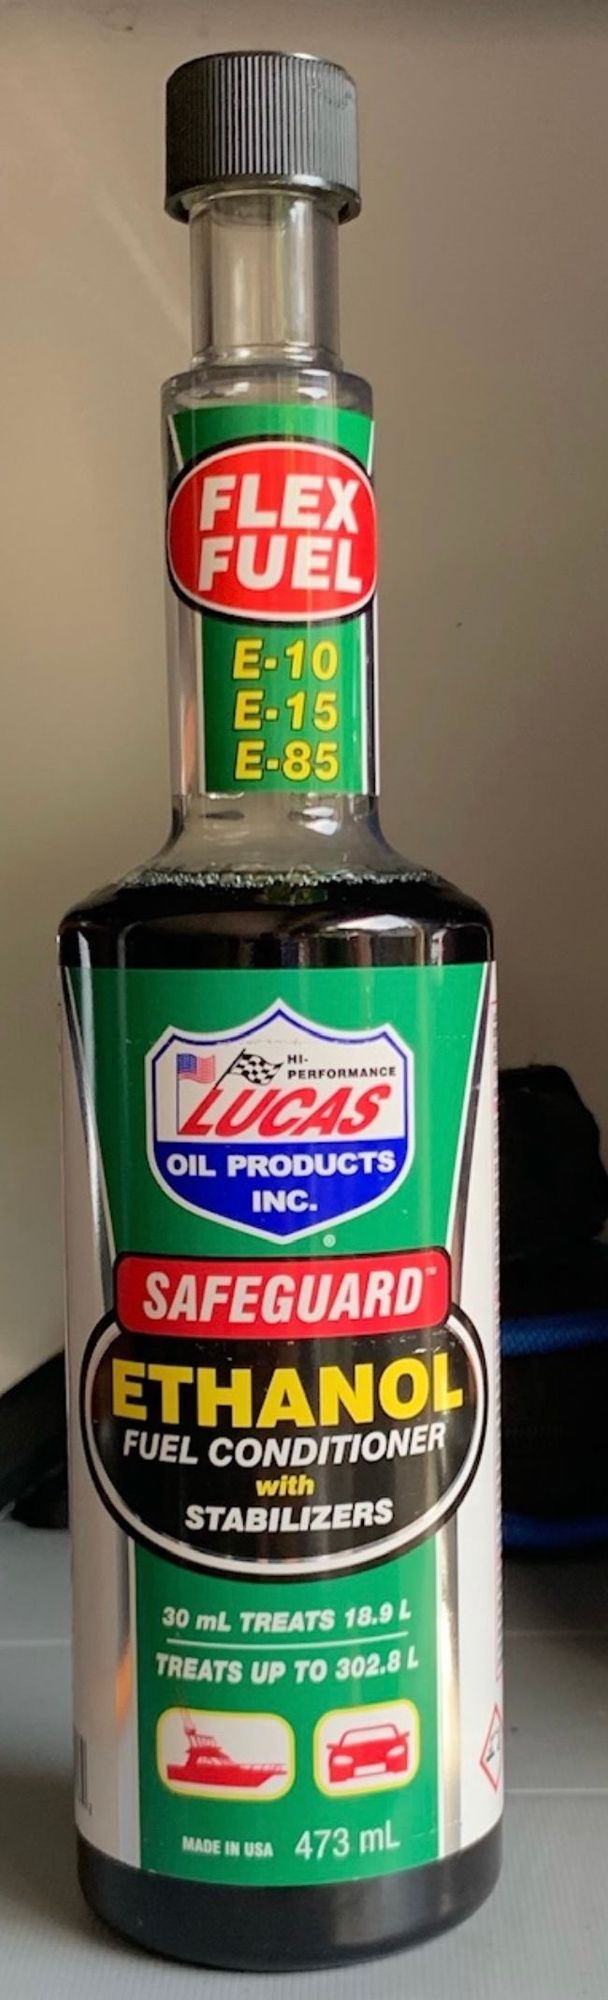 FLEX
FUEL
E-10
E-15
E-85
HI-
PERFORMANCE
LUCAS
OIL PRODUCTS
INC.
®
SAFEGUARD™
ETHANOL
FUEL CONDITIONER
with
STABILIZERS
30 mL TREATS 18.9 L
TREATS UP TO 302.8 L
MADE IN USA 473 mL